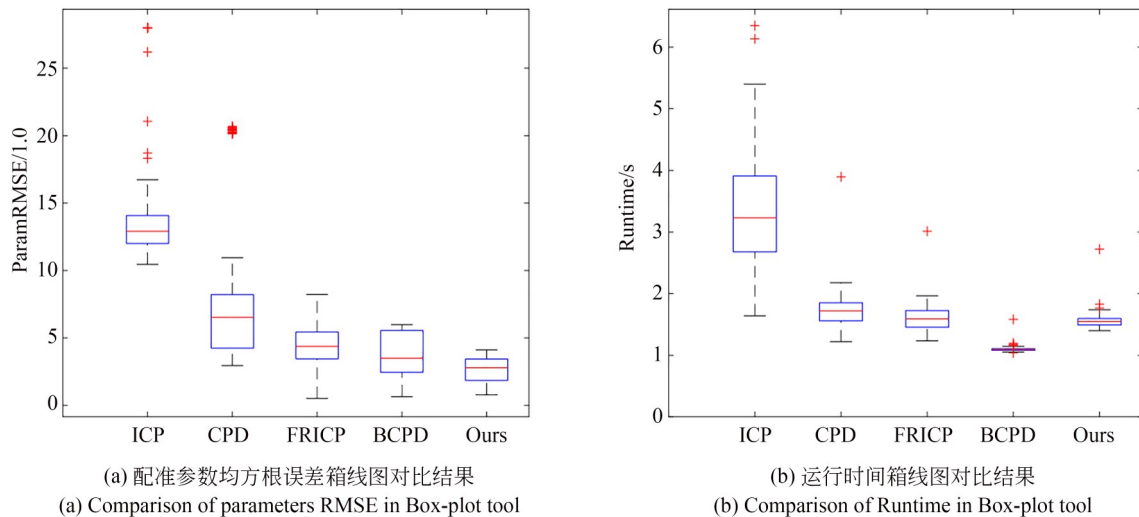 ParamRMSE/1.0
25
20
15
10
5
0
ICP CPD FRICP BCPD Ours
(a) 配准参数均方根误差箱线图对比结果
(a) Comparison of parameters RMSE in Box-plot tool
Runtime/s
6
5
4
3
2
1
0
ICP CPD FRICP BCPD Ours
(b) 运行时间箱线图对比结果
(b) Comparison of Runtime in Box-plot tool